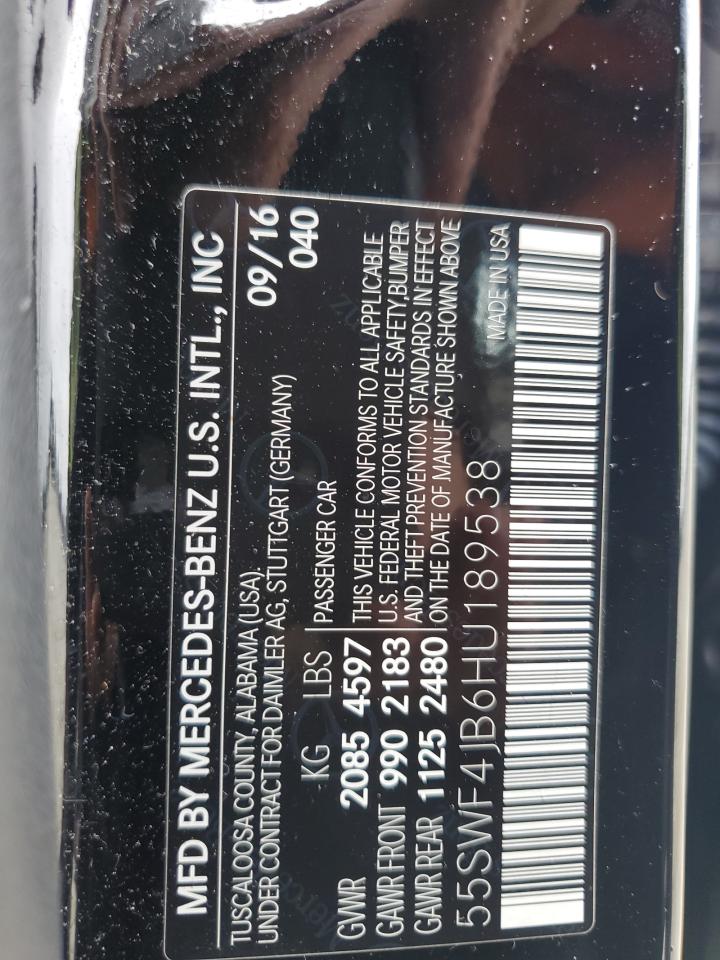 MFD BY MERCEDES-BENZ U.S. INTL., INC
TUSCALOOSA COUNTY, ALABAMA (USA). 09/16
UNDER CONTRACT FOR DAIMLER AG, STUTTGART (GERMANY) 040
KG LBS PASSENGER CAR
GVWR 2085 4597 THIS VEHICLE CONFORMS TO ALL APPLICABLE
GAWR FRONT 990 2183 U.S. FEDERAL MOTOR VEHICLE SAFETY, BUMPER
GAWR REAR 1125 2480 AND THEFT PREVENTION STANDARDS IN EFFECT
ON THE DATE OF MANUFACTURE SHOWN ABOVE
55SWF4JB6HU189538 MADE IN USA